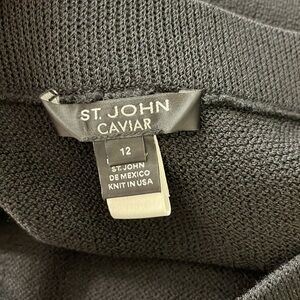 ST. JOHN
CAVIAR
12
ST. JOHN
DE MEXICO
KNIT IN USA